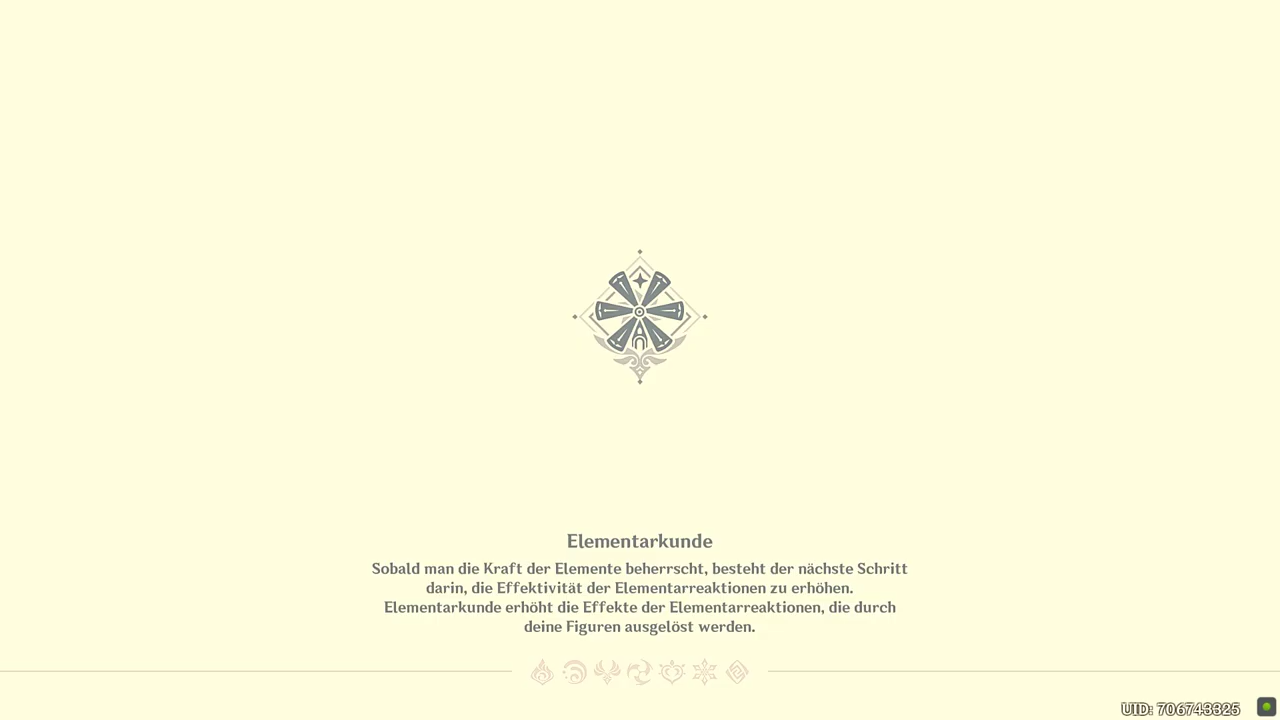 Elementarkunde
Sobald man die Kraft der Elemente beherrscht, besteht der nächste Schritt
darin, die Effektivität der Elementarreaktionen zu erhöhen.
Elementarkunde erhöht die Effekte der Elementarreaktionen, die durch
deine Figuren ausgelöst werden.
UID: 706743325